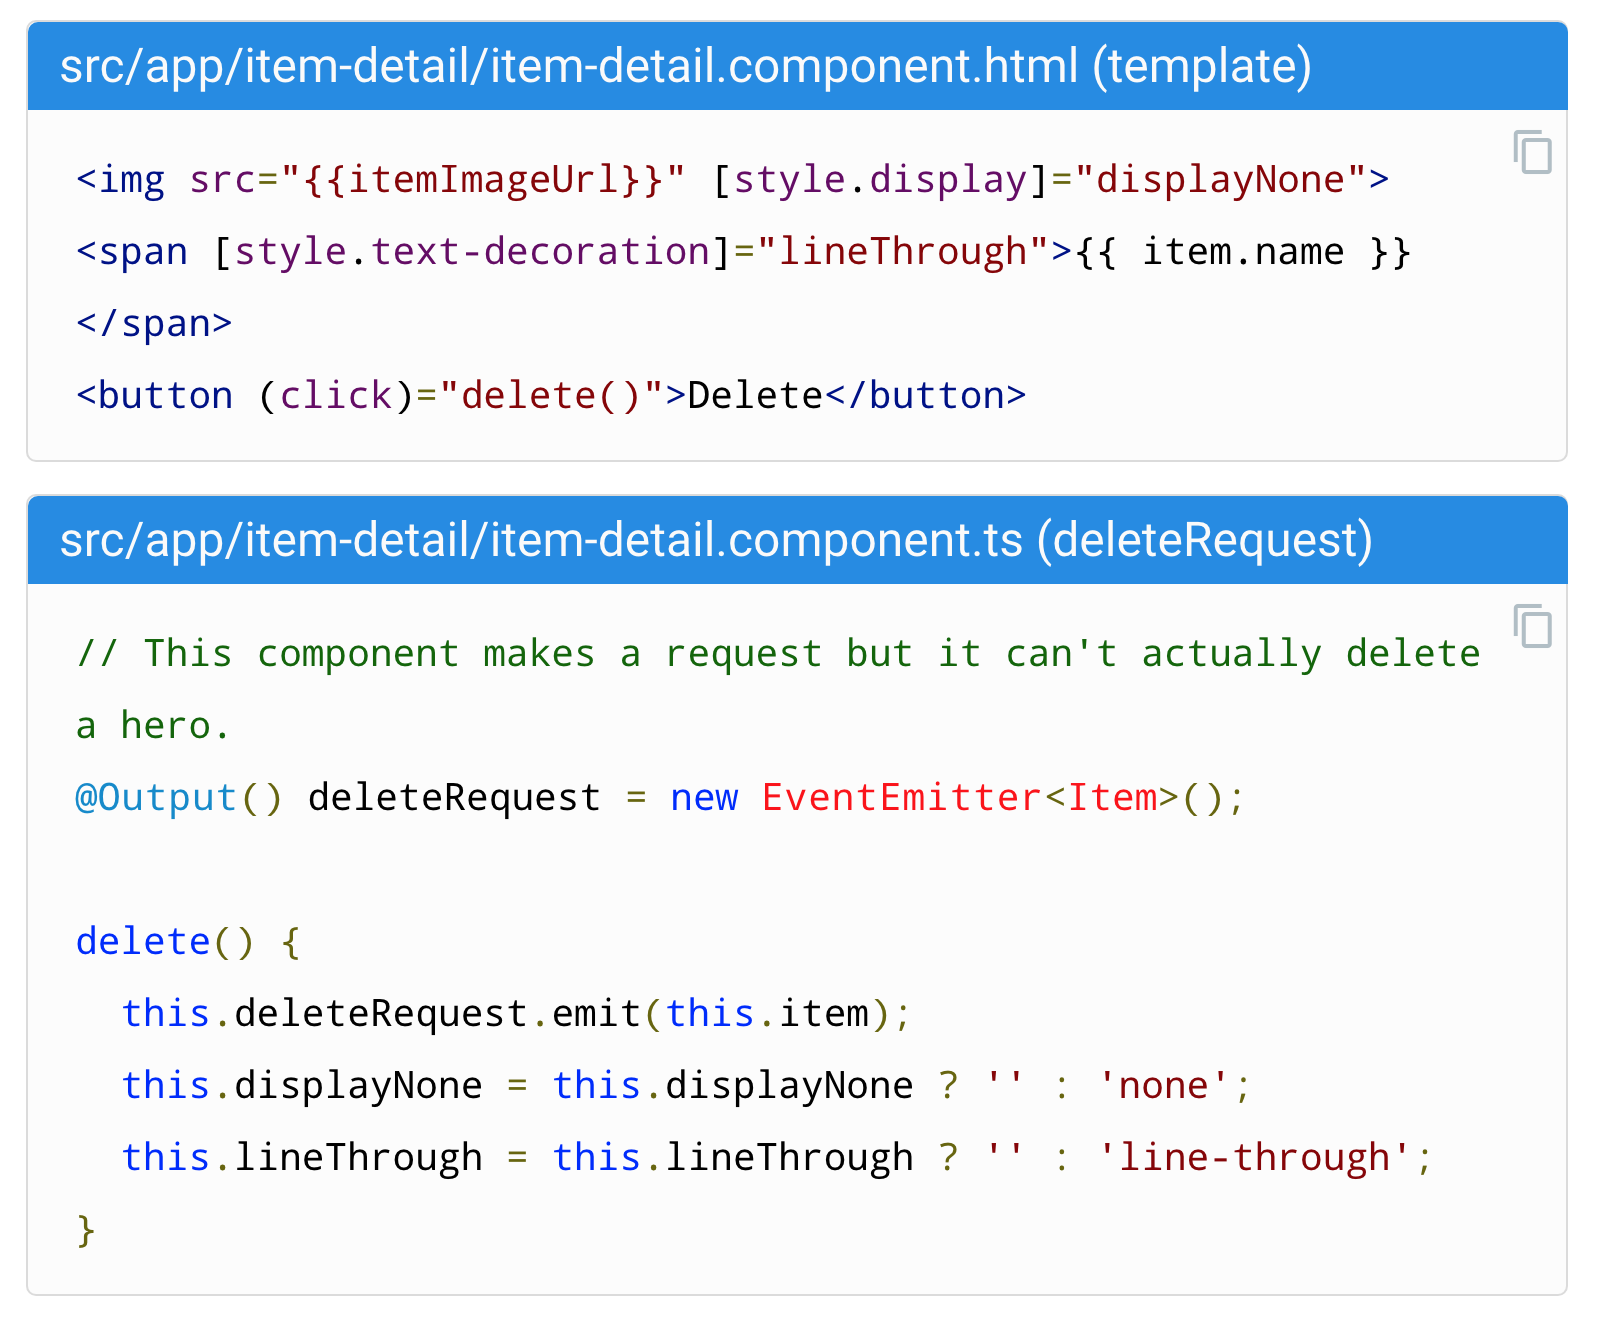 src/app/item-detail/item-detail.component.html (template)
<img src="{{itemImageUrl}}" [style.display]="displayNone">
<span [style.text-decoration]="lineThrough">{{ item.name }}
</span>
<button (click)="delete()">Delete</button>
src/app/item-detail/item-detail.component.ts (deleteRequest)
// This component makes a request but it can't actually delete
a hero.
@Output() deleteRequest = new EventEmitter<Item>();
delete() {
  this.deleteRequest.emit(this.item);
  this.displayNone = this.displayNone ? '' : 'none';
  this.lineThrough = this.lineThrough ? '' : 'line-through';
}